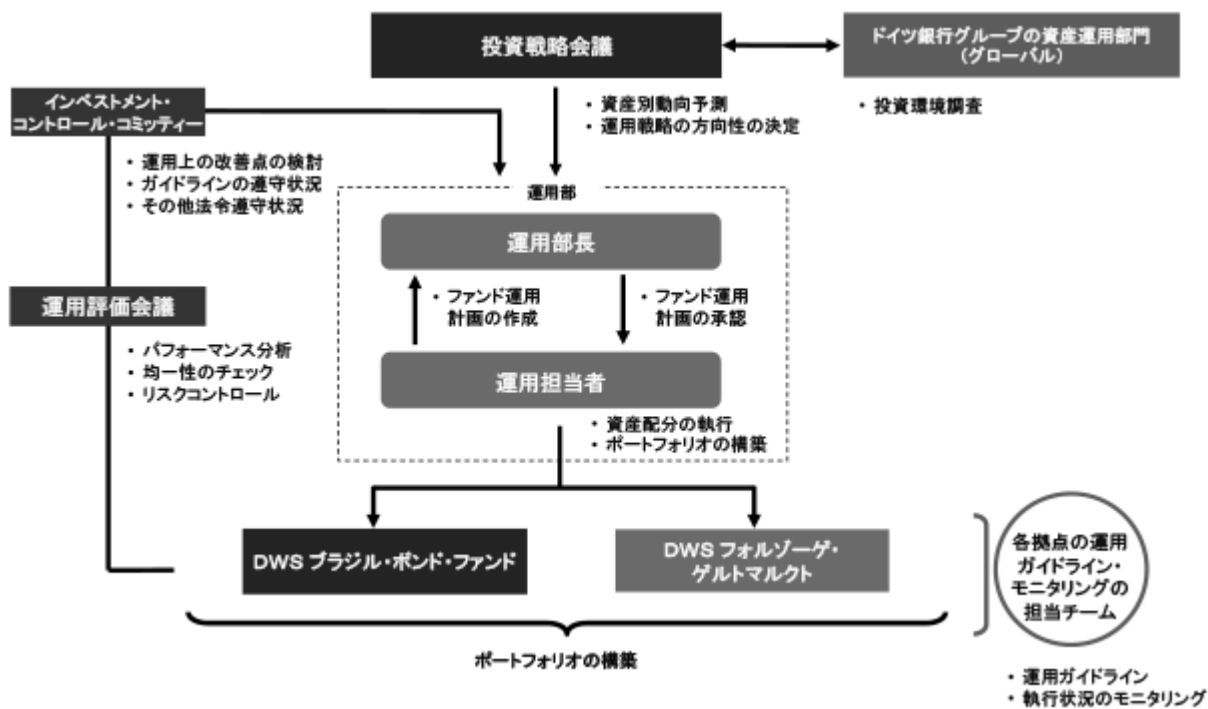 投資戦略会議
ドイツ銀行グループの資産運用部門
(グローバル)
・ 資産別動向予測
・ 運用戦略の方向性の決定
・ 投資環境調査
インベストメント・
コントロール・コミッティー
・ 運用上の改善点の検討
・ ガイドラインの遵守状況
・ その他法令遵守状況
運用部
運用部長
・ ファンド運用
計画の作成
・ ファンド運用
計画の承認
運用評価会議
・ パフォーマンス分析
・ 均一性のチェック
・ リスクコントロール
運用担当者
・ 資産配分の執行
・ ポートフォリオの構築
DWS ブラジル・ボンド・ファンド
DWS フォルゾーゲ・
ゲルトマルクト
各拠点の運用
ガイドライン・
モニタリングの
担当チーム
ポートフォリオの構築
・ 運用ガイドライン
・ 執行状況のモニタリング